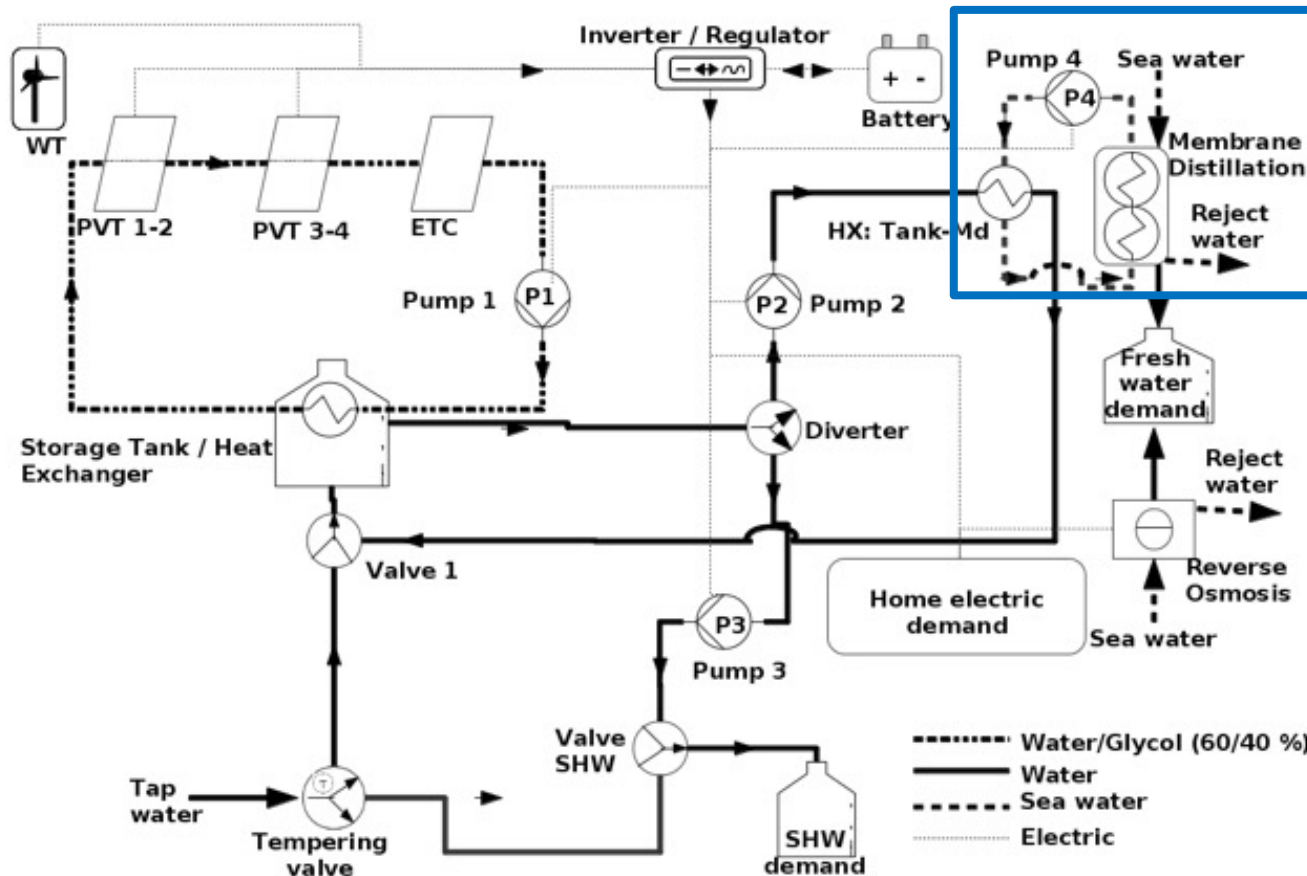 Inverter / Regulator
Pump 4
Sea water
P4
+ -
WT
Battery
Membrane
Distillation
PVT 1-2
PVT 3-4
ETC
HX: Tank-Md
Reject
water
Pump 1
P1
P2
Pump 2
Fresh
water
demand
Storage Tank / Heat
Exchanger
Diverter
Reject
water
Valve 1
Reverse
Osmosis
Home electric
demand
P3
Sea water
Pump 3
Valve
SHW
Water/Glycol (60/40 %)
Water
Sea water
Electric
Tap
water
T
Tempering
valve
SHW
demand